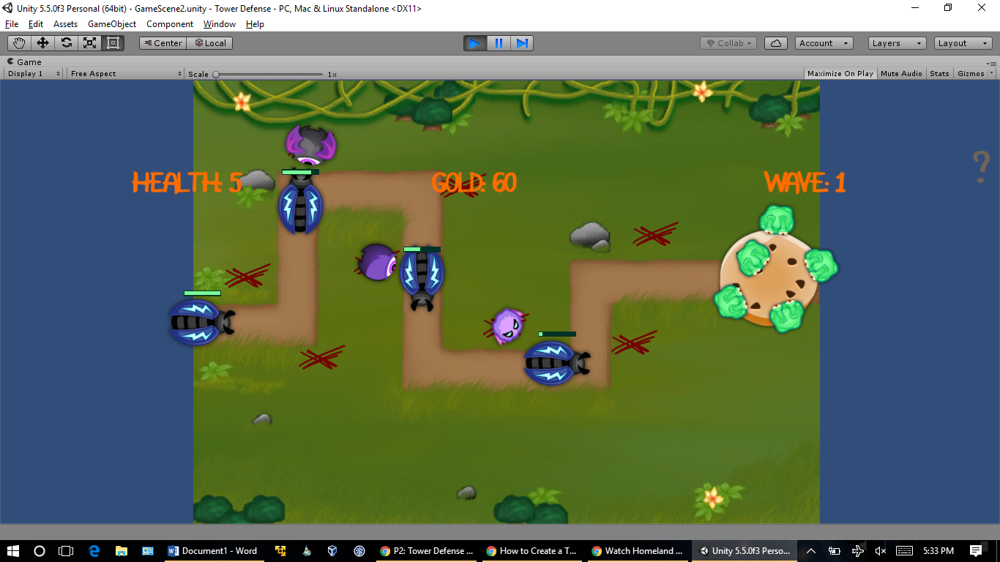 Unity 5.5.0f3 Personal (64bit) - GameScene2.unity - Tower Defense - PC, Mac & Linux Standalone <DX11>
File Edit Assets GameObject Component Window Help
Center Local Collab Account Layers Layout
Game
Display 1 Free Aspect Scale 1x Maximize On Play Mute Audio Stats Gizmos
?
HEALTH: 5 GOLD: 60 WAVE: 1
Document1 - Word P2: Tower Defense ... How to Create a T... Watch Homeland ... Unity 5.5.0f3 Perso... 5:33 PM